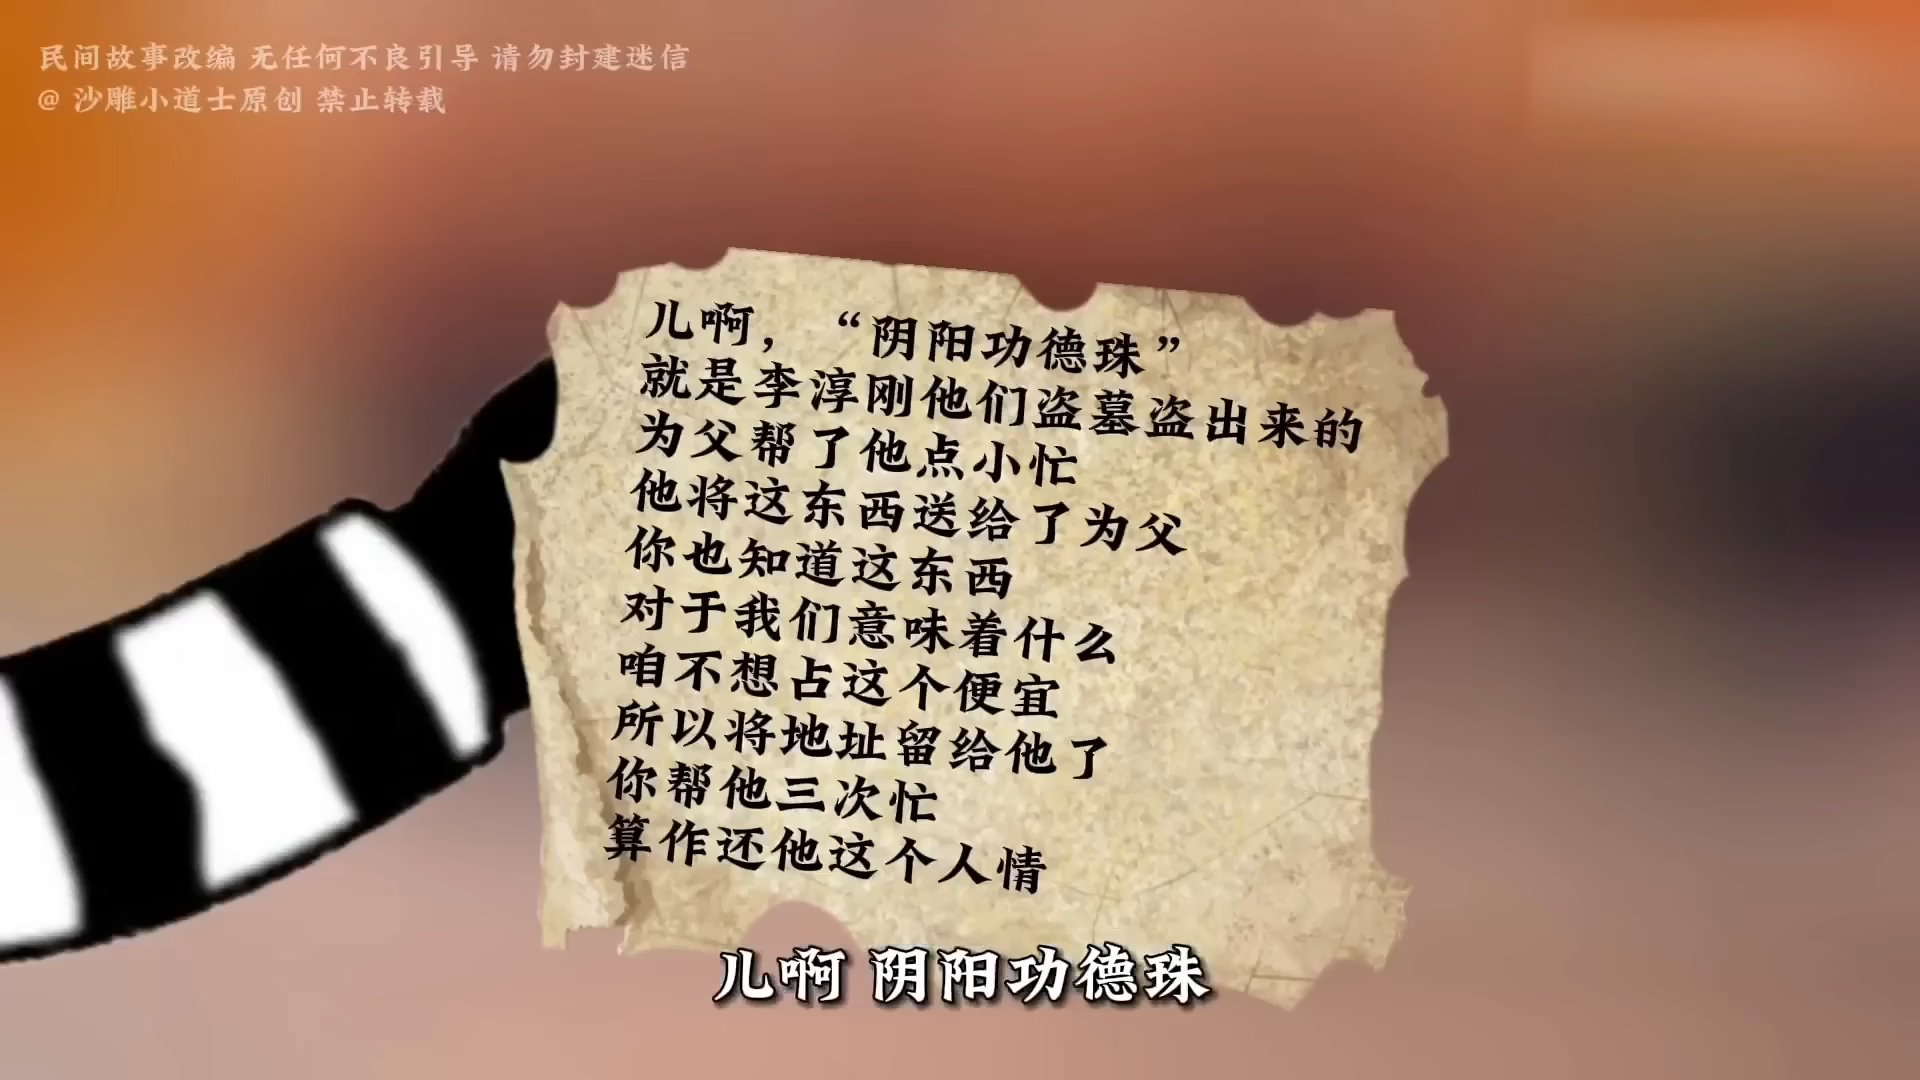 民间故事改编 无任何不良引导 请勿封建迷信
@ 沙雕小道士原创 禁止转载
儿啊，“阴阳功德珠”
就是李淳刚他们盗墓盗出来的
为父帮了他点小忙
他将这东西送给了为父
你也知道这东西
对于我们意味着什么
咱不想占这个便宜
所以将地址留给他了
你帮他三次忙
算作还他这个人情
儿啊 阴阳功德珠